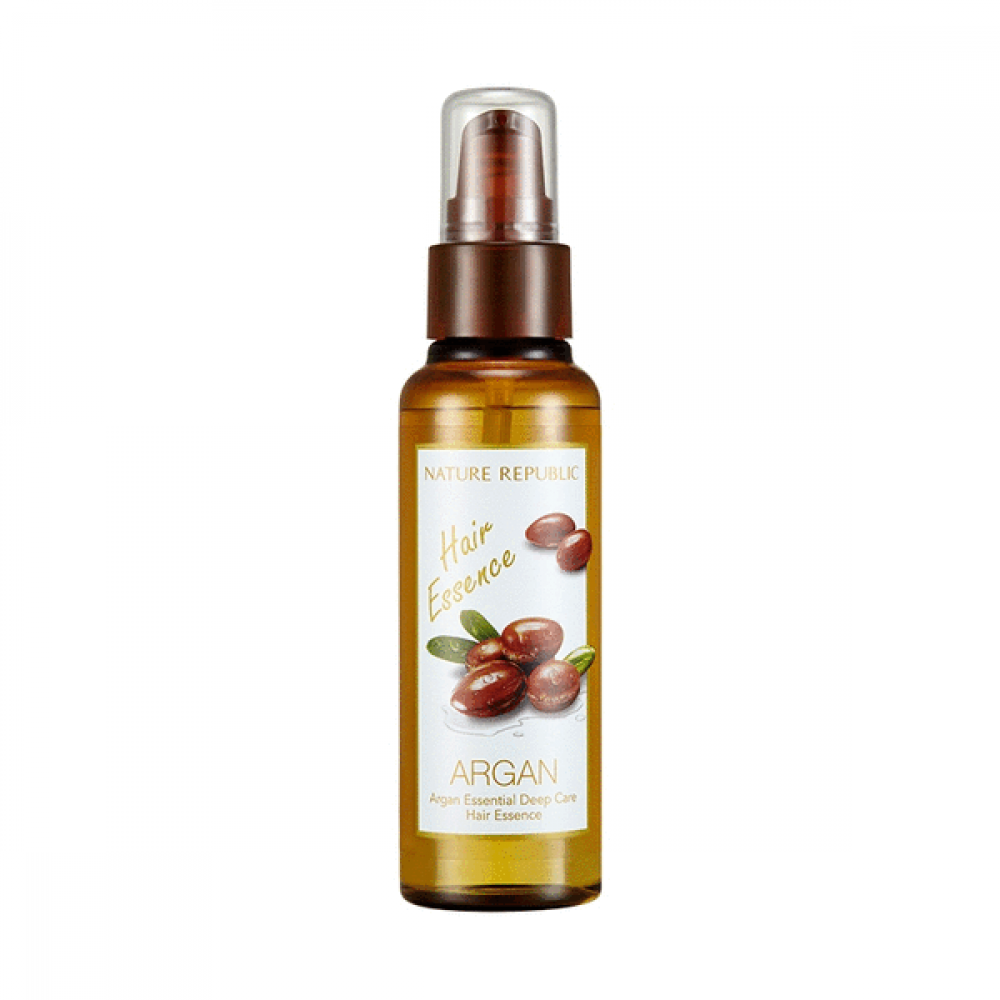 NATURE REPUBLIC
Hair
Essence
ARGAN
Argan Essential Deep Care
Hair Essence